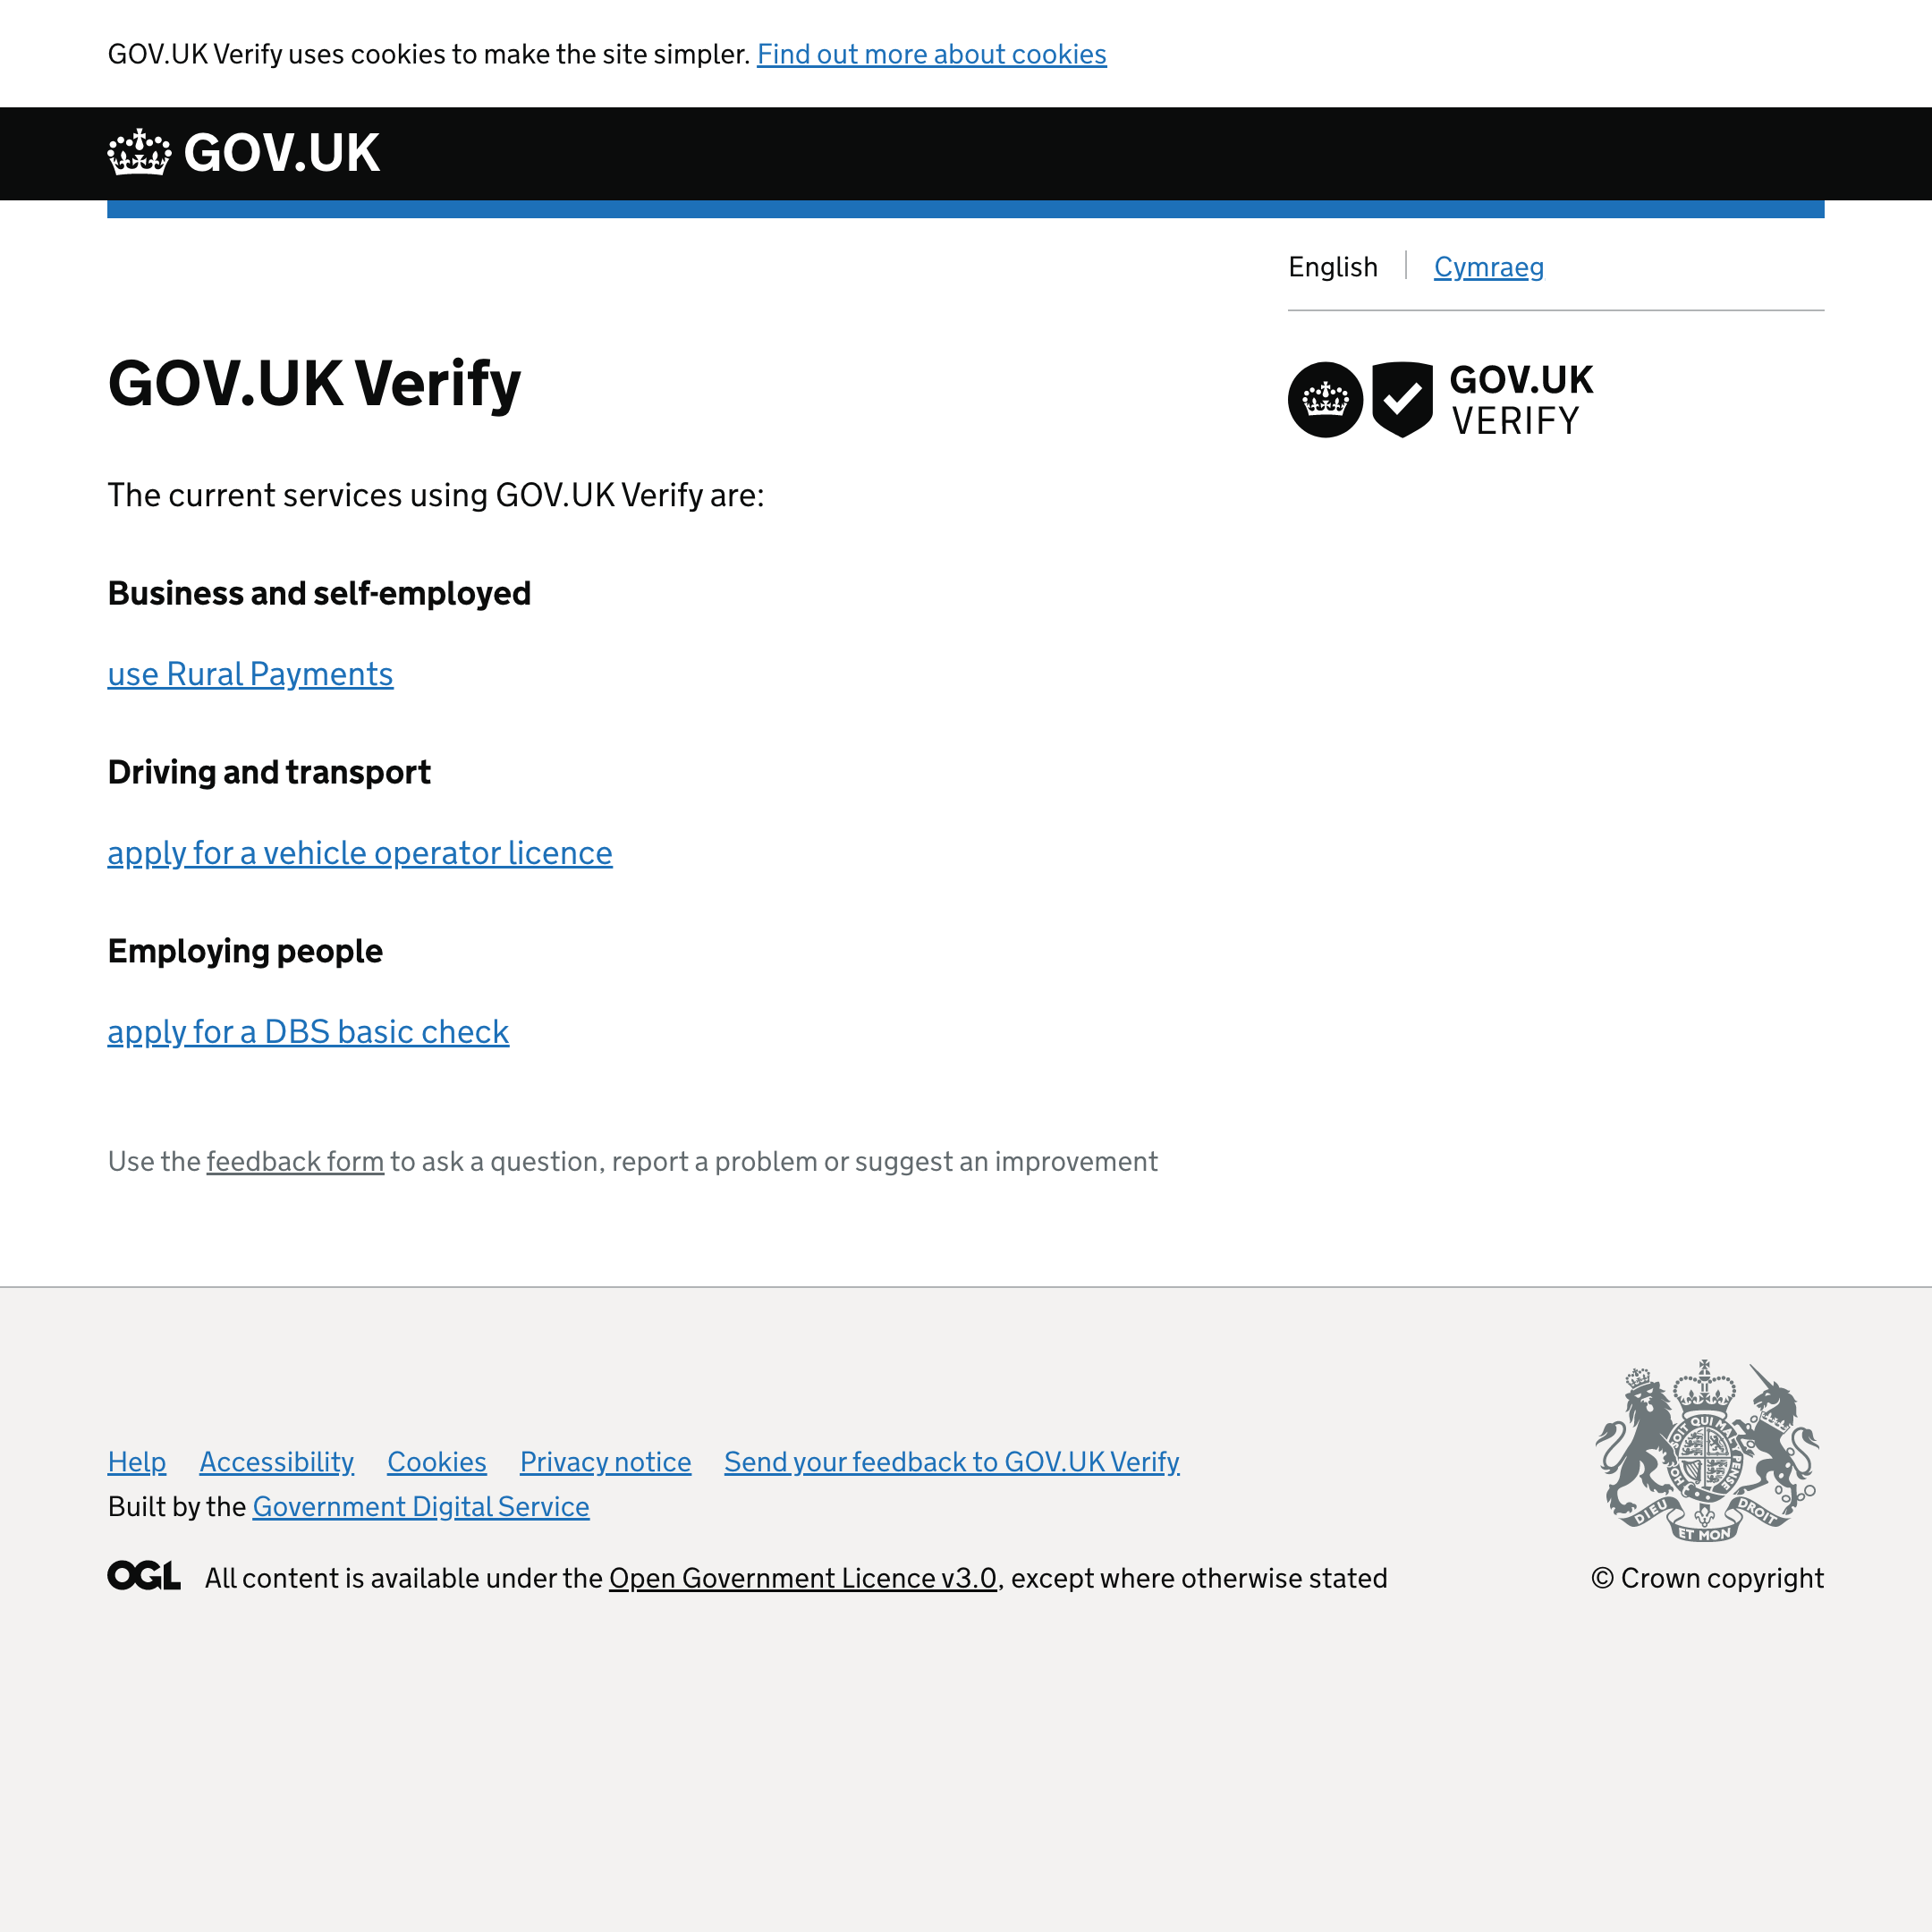 GOV.UK Verify uses cookies to make the site simpler. Find out more about cookies
GOV.UK
English
Cymraeg
GOV.UK Verify
GOV.UK
VERIFY
The current services using GOV.UK Verify are:
Business and self-employed
use Rural Payments
Driving and transport
apply for a vehicle operator licence
Employing people
apply for a DBS basic check
Use the feedback form to ask a question, report a problem or suggest an improvement
Help Accessibility Cookies Privacy notice Send your feedback to GOV.UK Verify
Built by the Government Digital Service
OGL All content is available under the Open Government Licence v3.0, except where otherwise stated
SOIT QUI MAL PENSE
DIEU ET MON DROIT
© Crown copyright